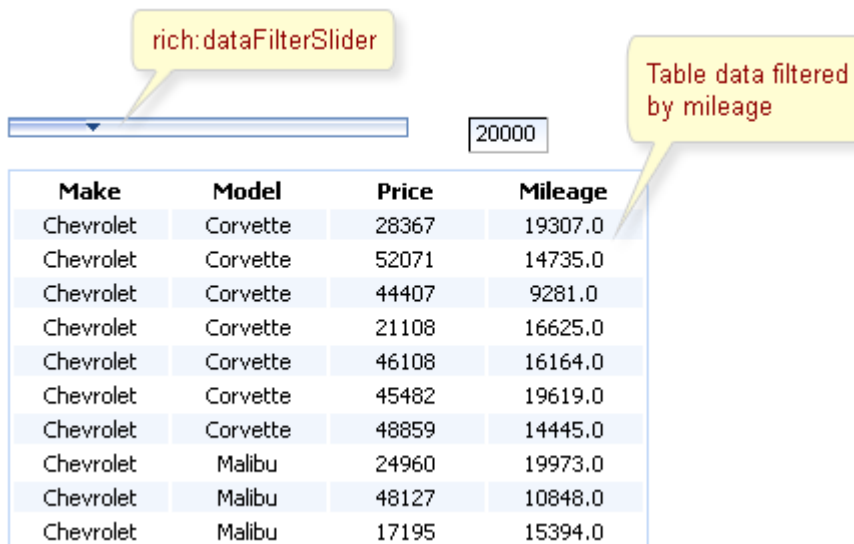 rich:dataFilterSlider
Table data filtered
by mileage
20000
Make Model Price Mileage
Chevrolet Corvette 28367 19307.0
Chevrolet Corvette 52071 14735.0
Chevrolet Corvette 44407 9281.0
Chevrolet Corvette 21108 16625.0
Chevrolet Corvette 46108 16164.0
Chevrolet Corvette 45482 19619.0
Chevrolet Corvette 48859 14445.0
Chevrolet Malibu 24960 19973.0
Chevrolet Malibu 48127 10848.0
Chevrolet Malibu 17195 15394.0